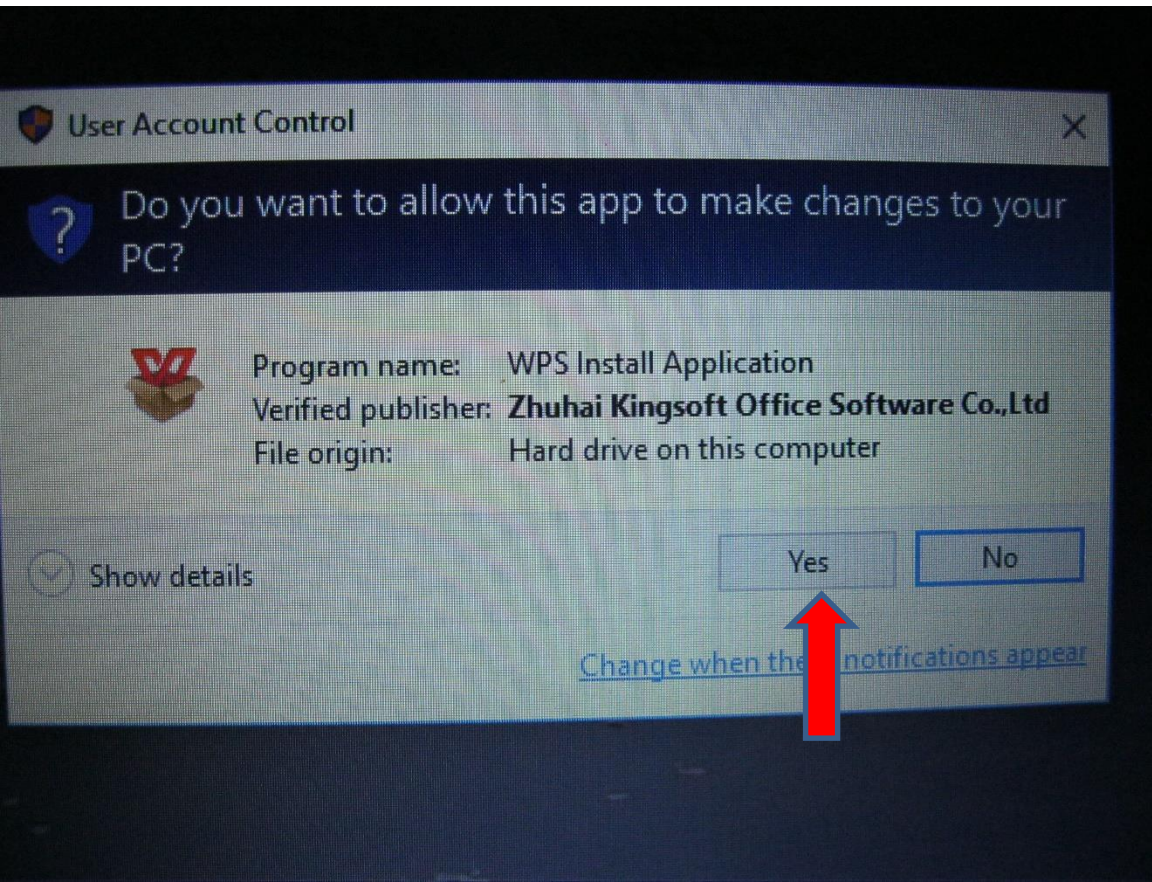 User Account Control
Do you want to allow this app to make changes to your
PC?
Program name: WPS Install Application
Verified publisher: Zhuhai Kingsoft Office Software Co.,Ltd
File origin: Hard drive on this computer
Show details
Yes
No
Change when notifications appear